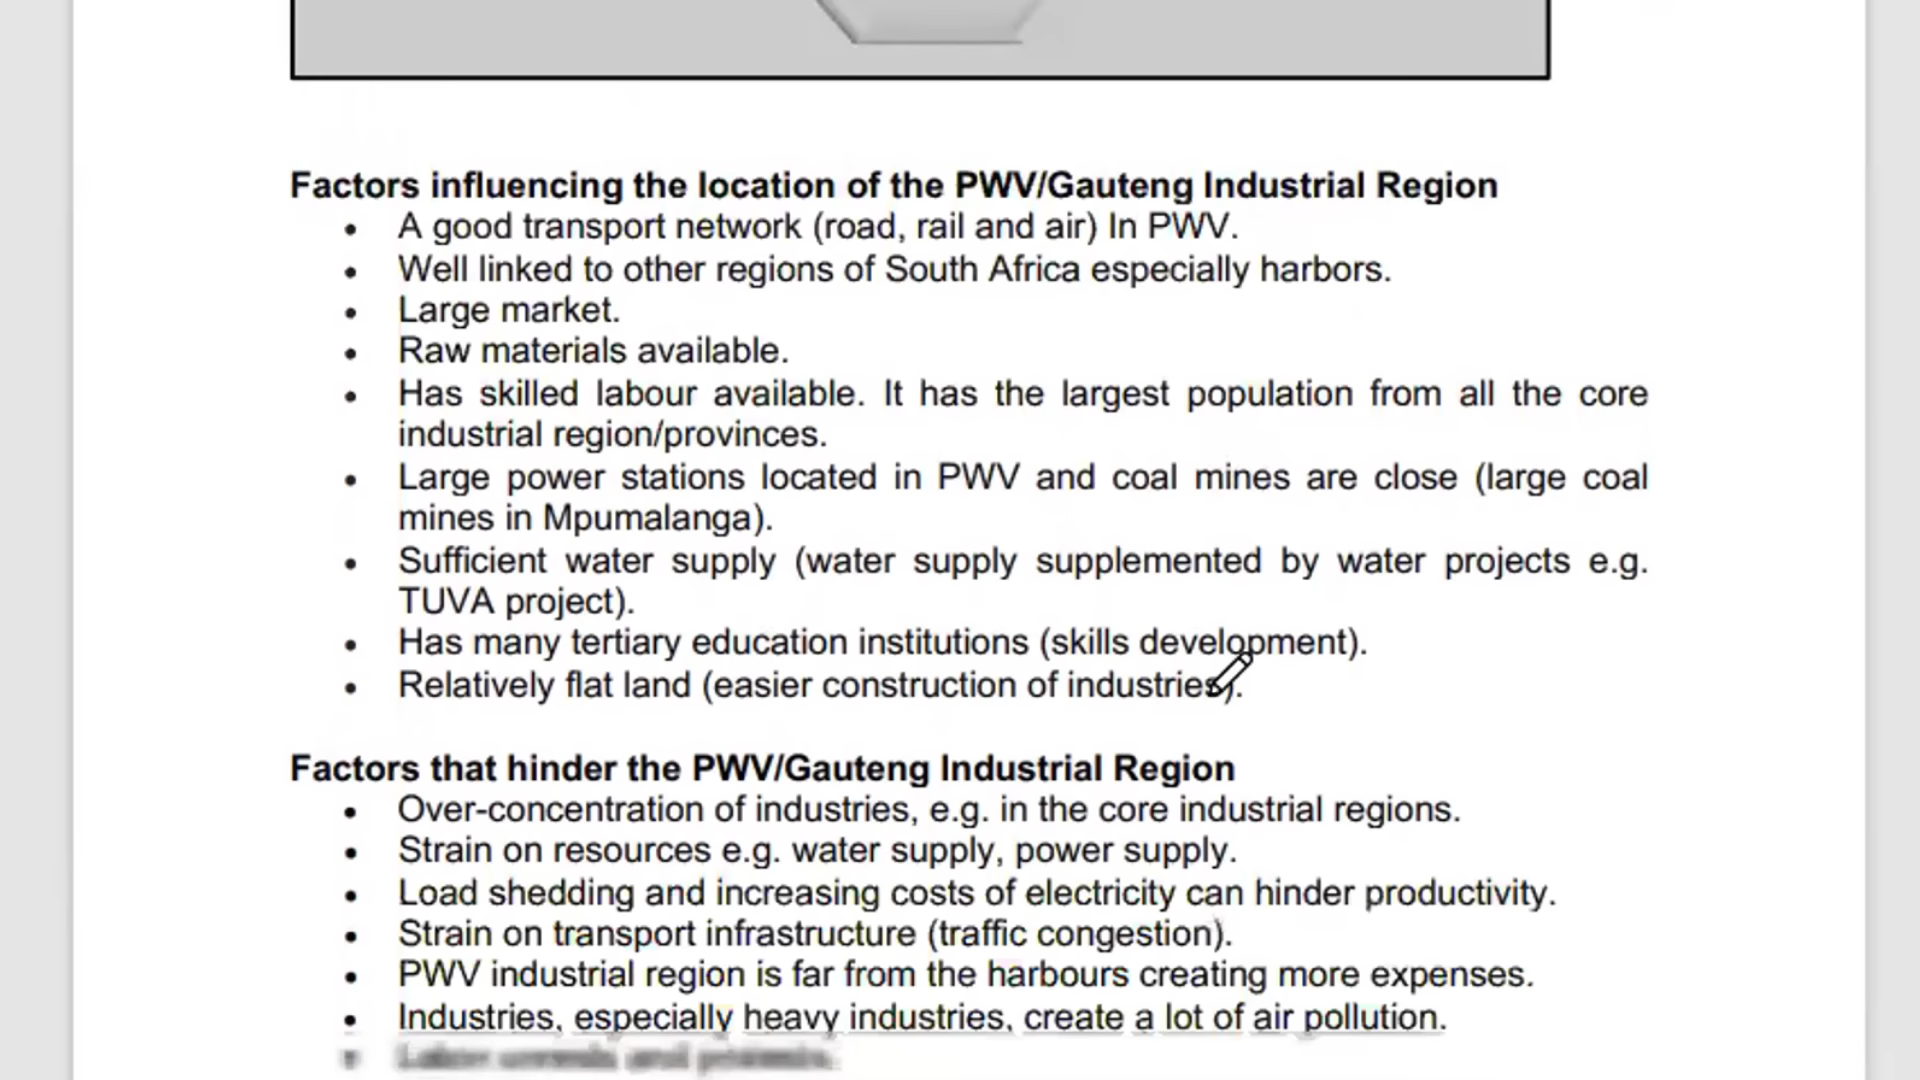 Factors influencing the location of the PWV/Gauteng Industrial Region
• A good transport network (road, rail and air) In PWV.
• Well linked to other regions of South Africa especially harbors.
• Large market.
• Raw materials available.
• Has skilled labour available. It has the largest population from all the core
industrial region/provinces.
• Large power stations located in PWV and coal mines are close (large coal
mines in Mpumalanga).
• Sufficient water supply (water supply supplemented by water projects e.g.
TUVA project).
• Has many tertiary education institutions (skills development).
• Relatively flat land (easier construction of industries).
Factors that hinder the PWV/Gauteng Industrial Region
• Over-concentration of industries, e.g. in the core industrial regions.
• Strain on resources e.g. water supply, power supply.
• Load shedding and increasing costs of electricity can hinder productivity.
• Strain on transport infrastructure (traffic congestion).
• PWV industrial region is far from the harbours creating more expenses.
• Industries, especially heavy industries, create a lot of air pollution.